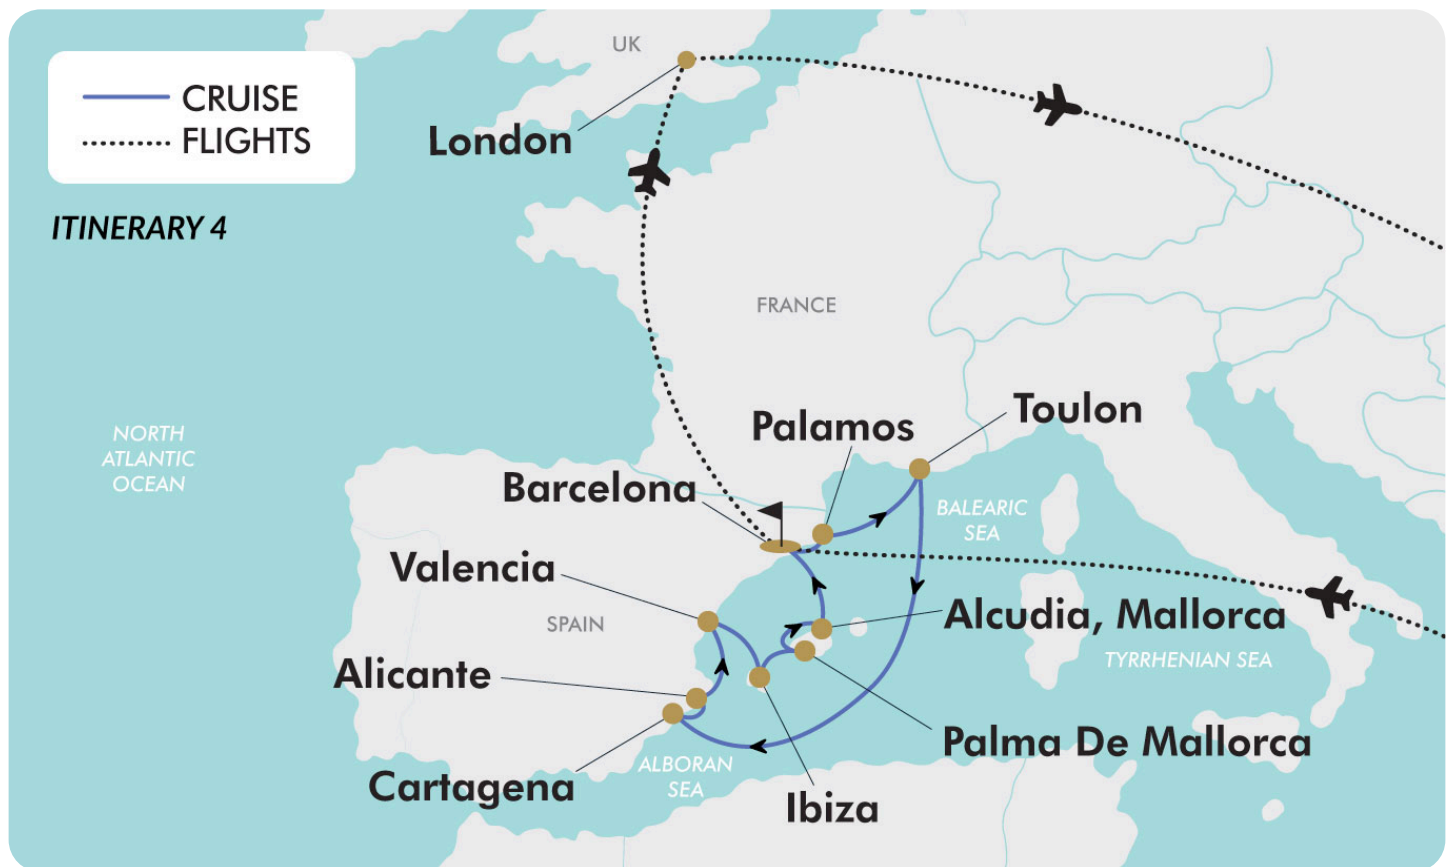 UK
CRUISE
FLIGHTS
London
ITINERARY 4
FRANCE
Toulon
Palamos
NORTH
ATLANTIC
OCEAN
Barcelona
BALEARIC
SEA
Valencia
SPAIN
Alcudia, Mallorca
TYRRHENIAN SEA
Alicante
Palma De Mallorca
ALBORAN
SEA
Cartagena
Ibiza